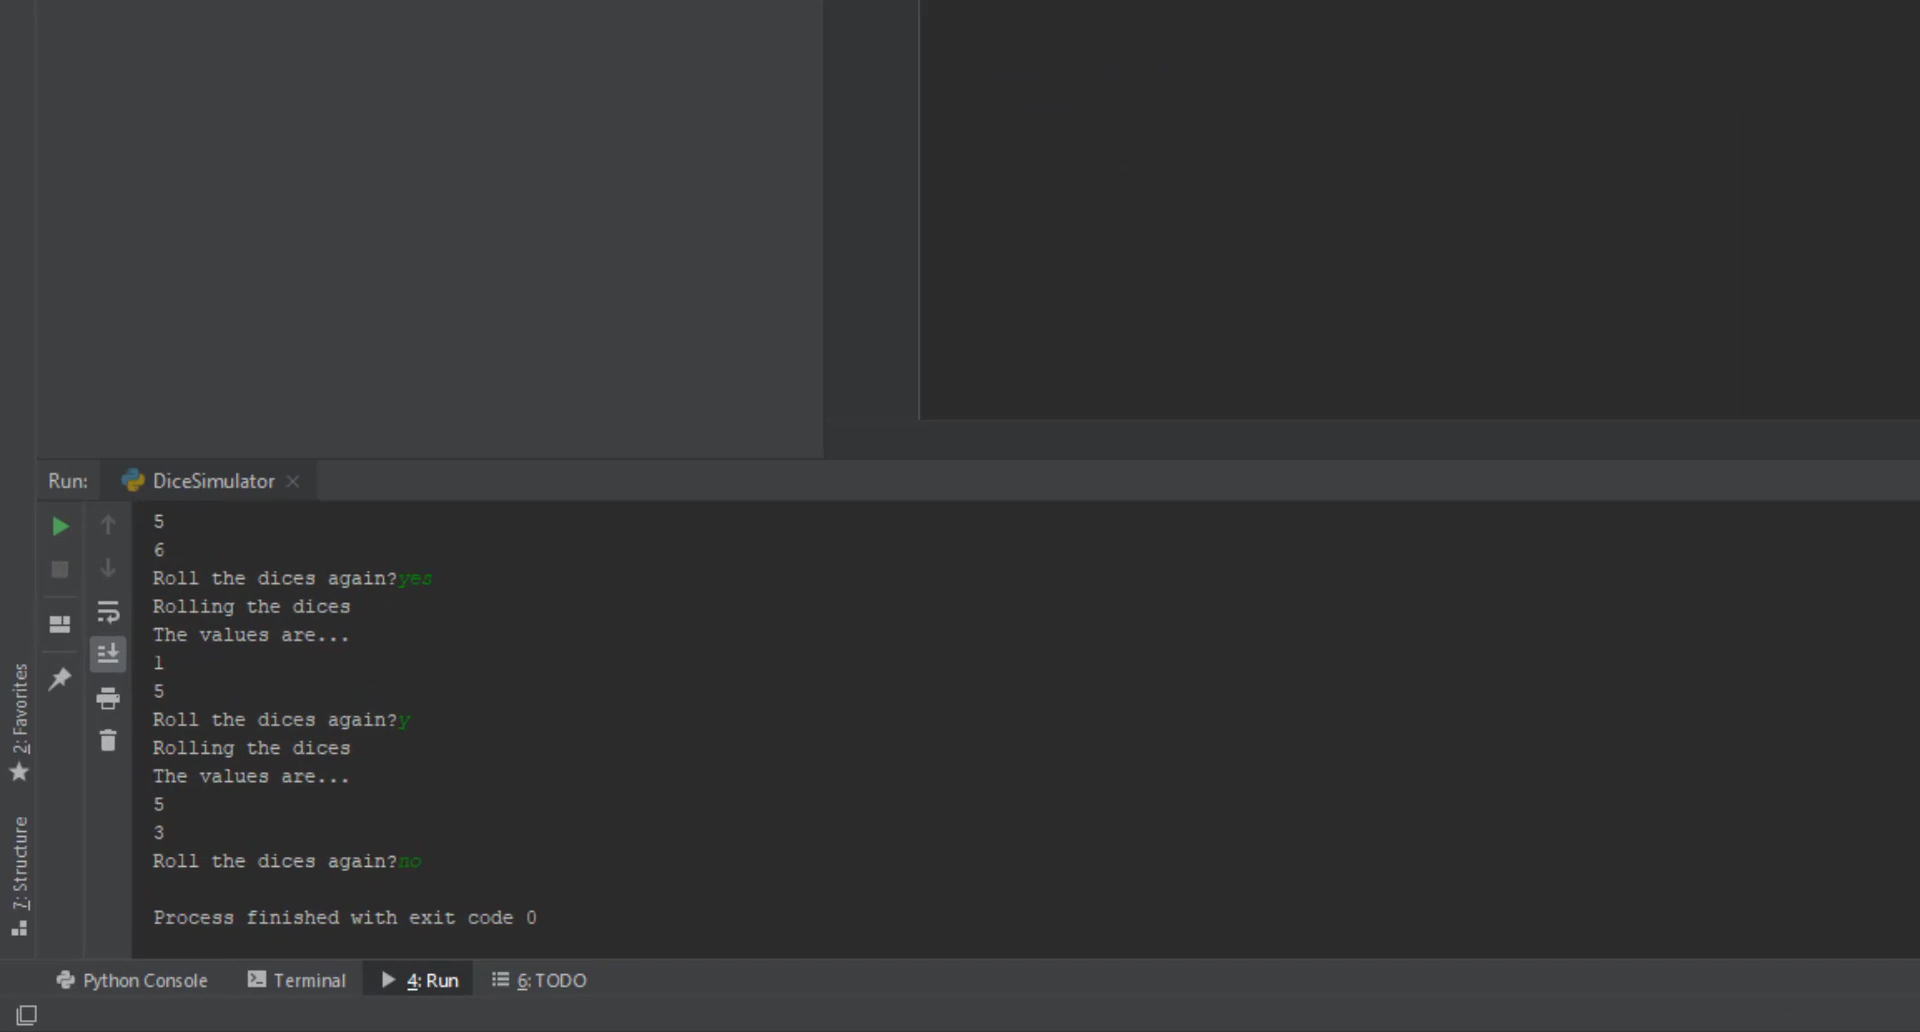 Run: DiceSimulator
5
6
Roll the dices again?yes
Rolling the dices
The values are...
1
5
Roll the dices again?y
Rolling the dices
The values are...
5
3
Roll the dices again?no
Process finished with exit code 0
2: Favorites
7: Structure
Python Console Terminal 4: Run 6: TODO